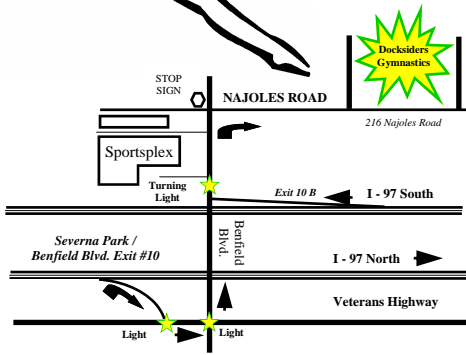 Docksiders
Gymnastics
STOP
SIGN
NAJOLES ROAD
216 Najoles Road
Sportsplex
Turning
Light
Exit 10 B
I - 97 South
Severna Park /
Benfield Blvd. Exit #10
Benfield
Blvd.
I - 97 North
Veterans Highway
Light
Light